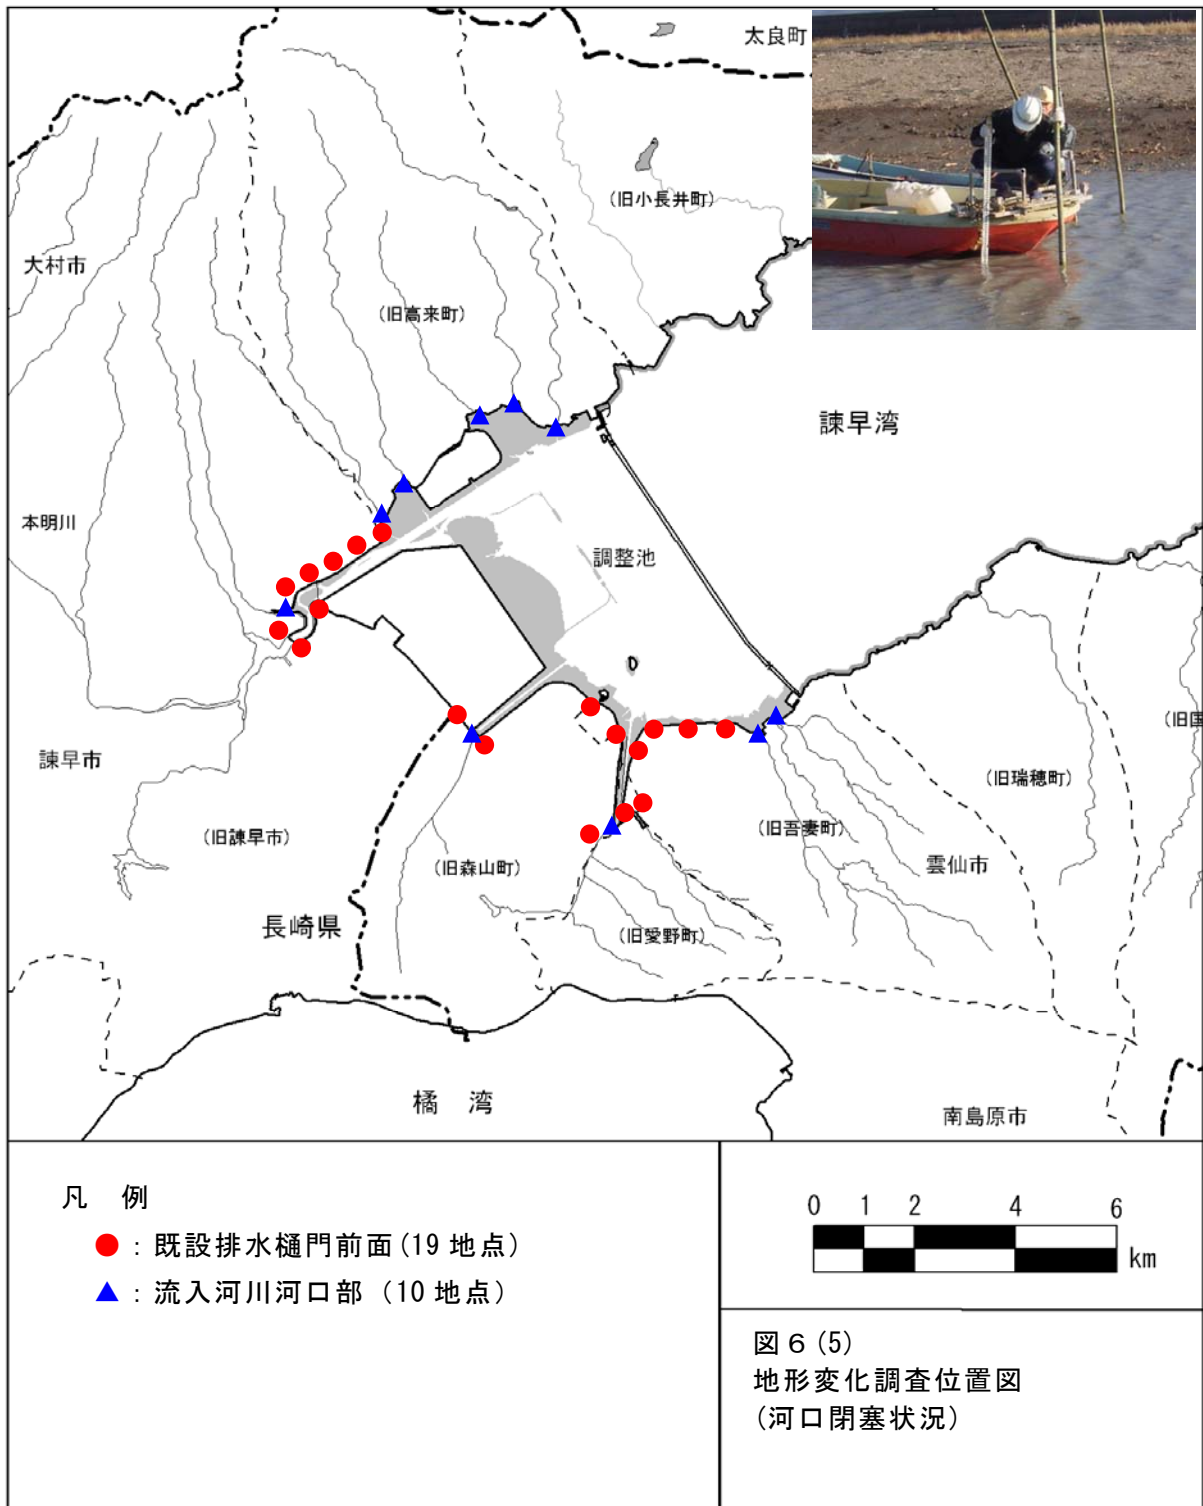 太良町
(旧小長井町)
大村市
(旧高来町)
諫早湾
本明川
調整池
(旧国
(旧瑞穂町)
諫早市
(旧諫早市)
(旧吾妻町)
(旧森山町)
雲仙市
長崎県
(旧愛野町)
橘 湾
南島原市
凡 例
● : 既設排水樋門前面(19 地点)
▲ : 流入河川河口部 (10 地点)
0 1 2 4 6
km
図6(5)
地形変化調査位置図
(河口閉塞状況)